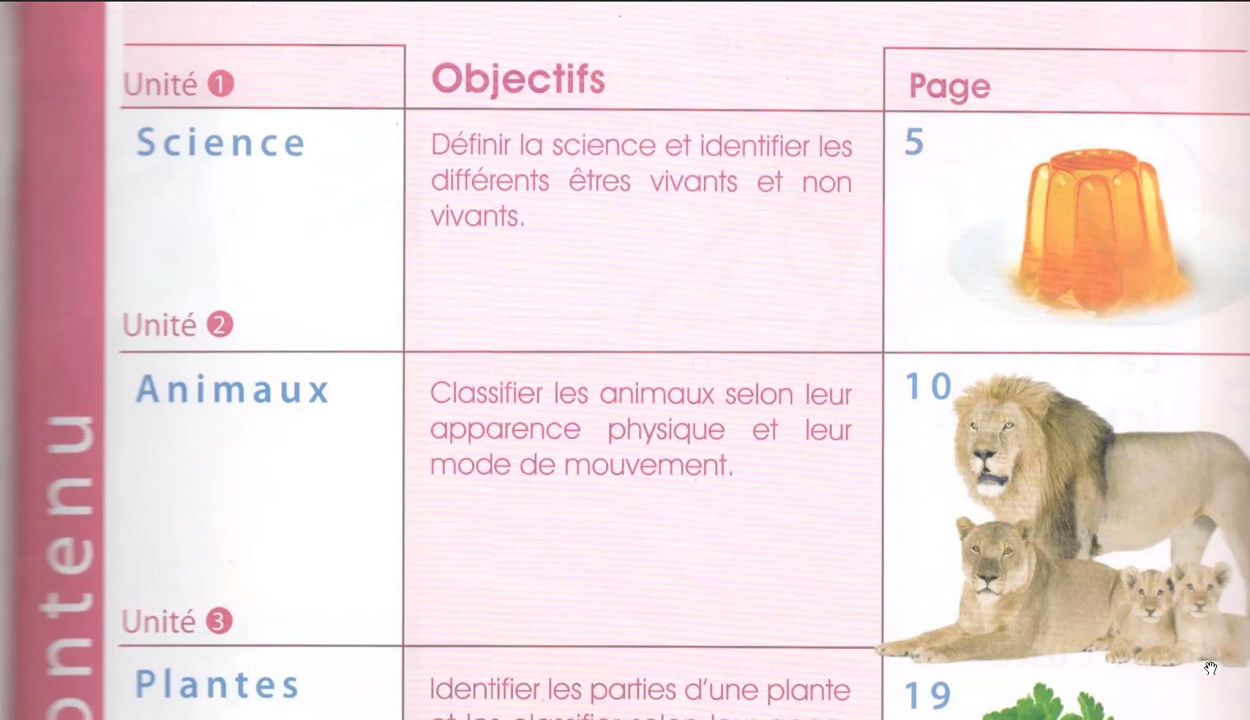 Unité 1
Objectifs
Page
Science
Définir la science et identifier les
différents êtres vivants et non
vivants.
5
Unité 2
Animaux
Classifier les animaux selon leur
apparence physique et leur
mode de mouvement.
10
Unité 3
Plantes
Identifier les parties d'une plante
19